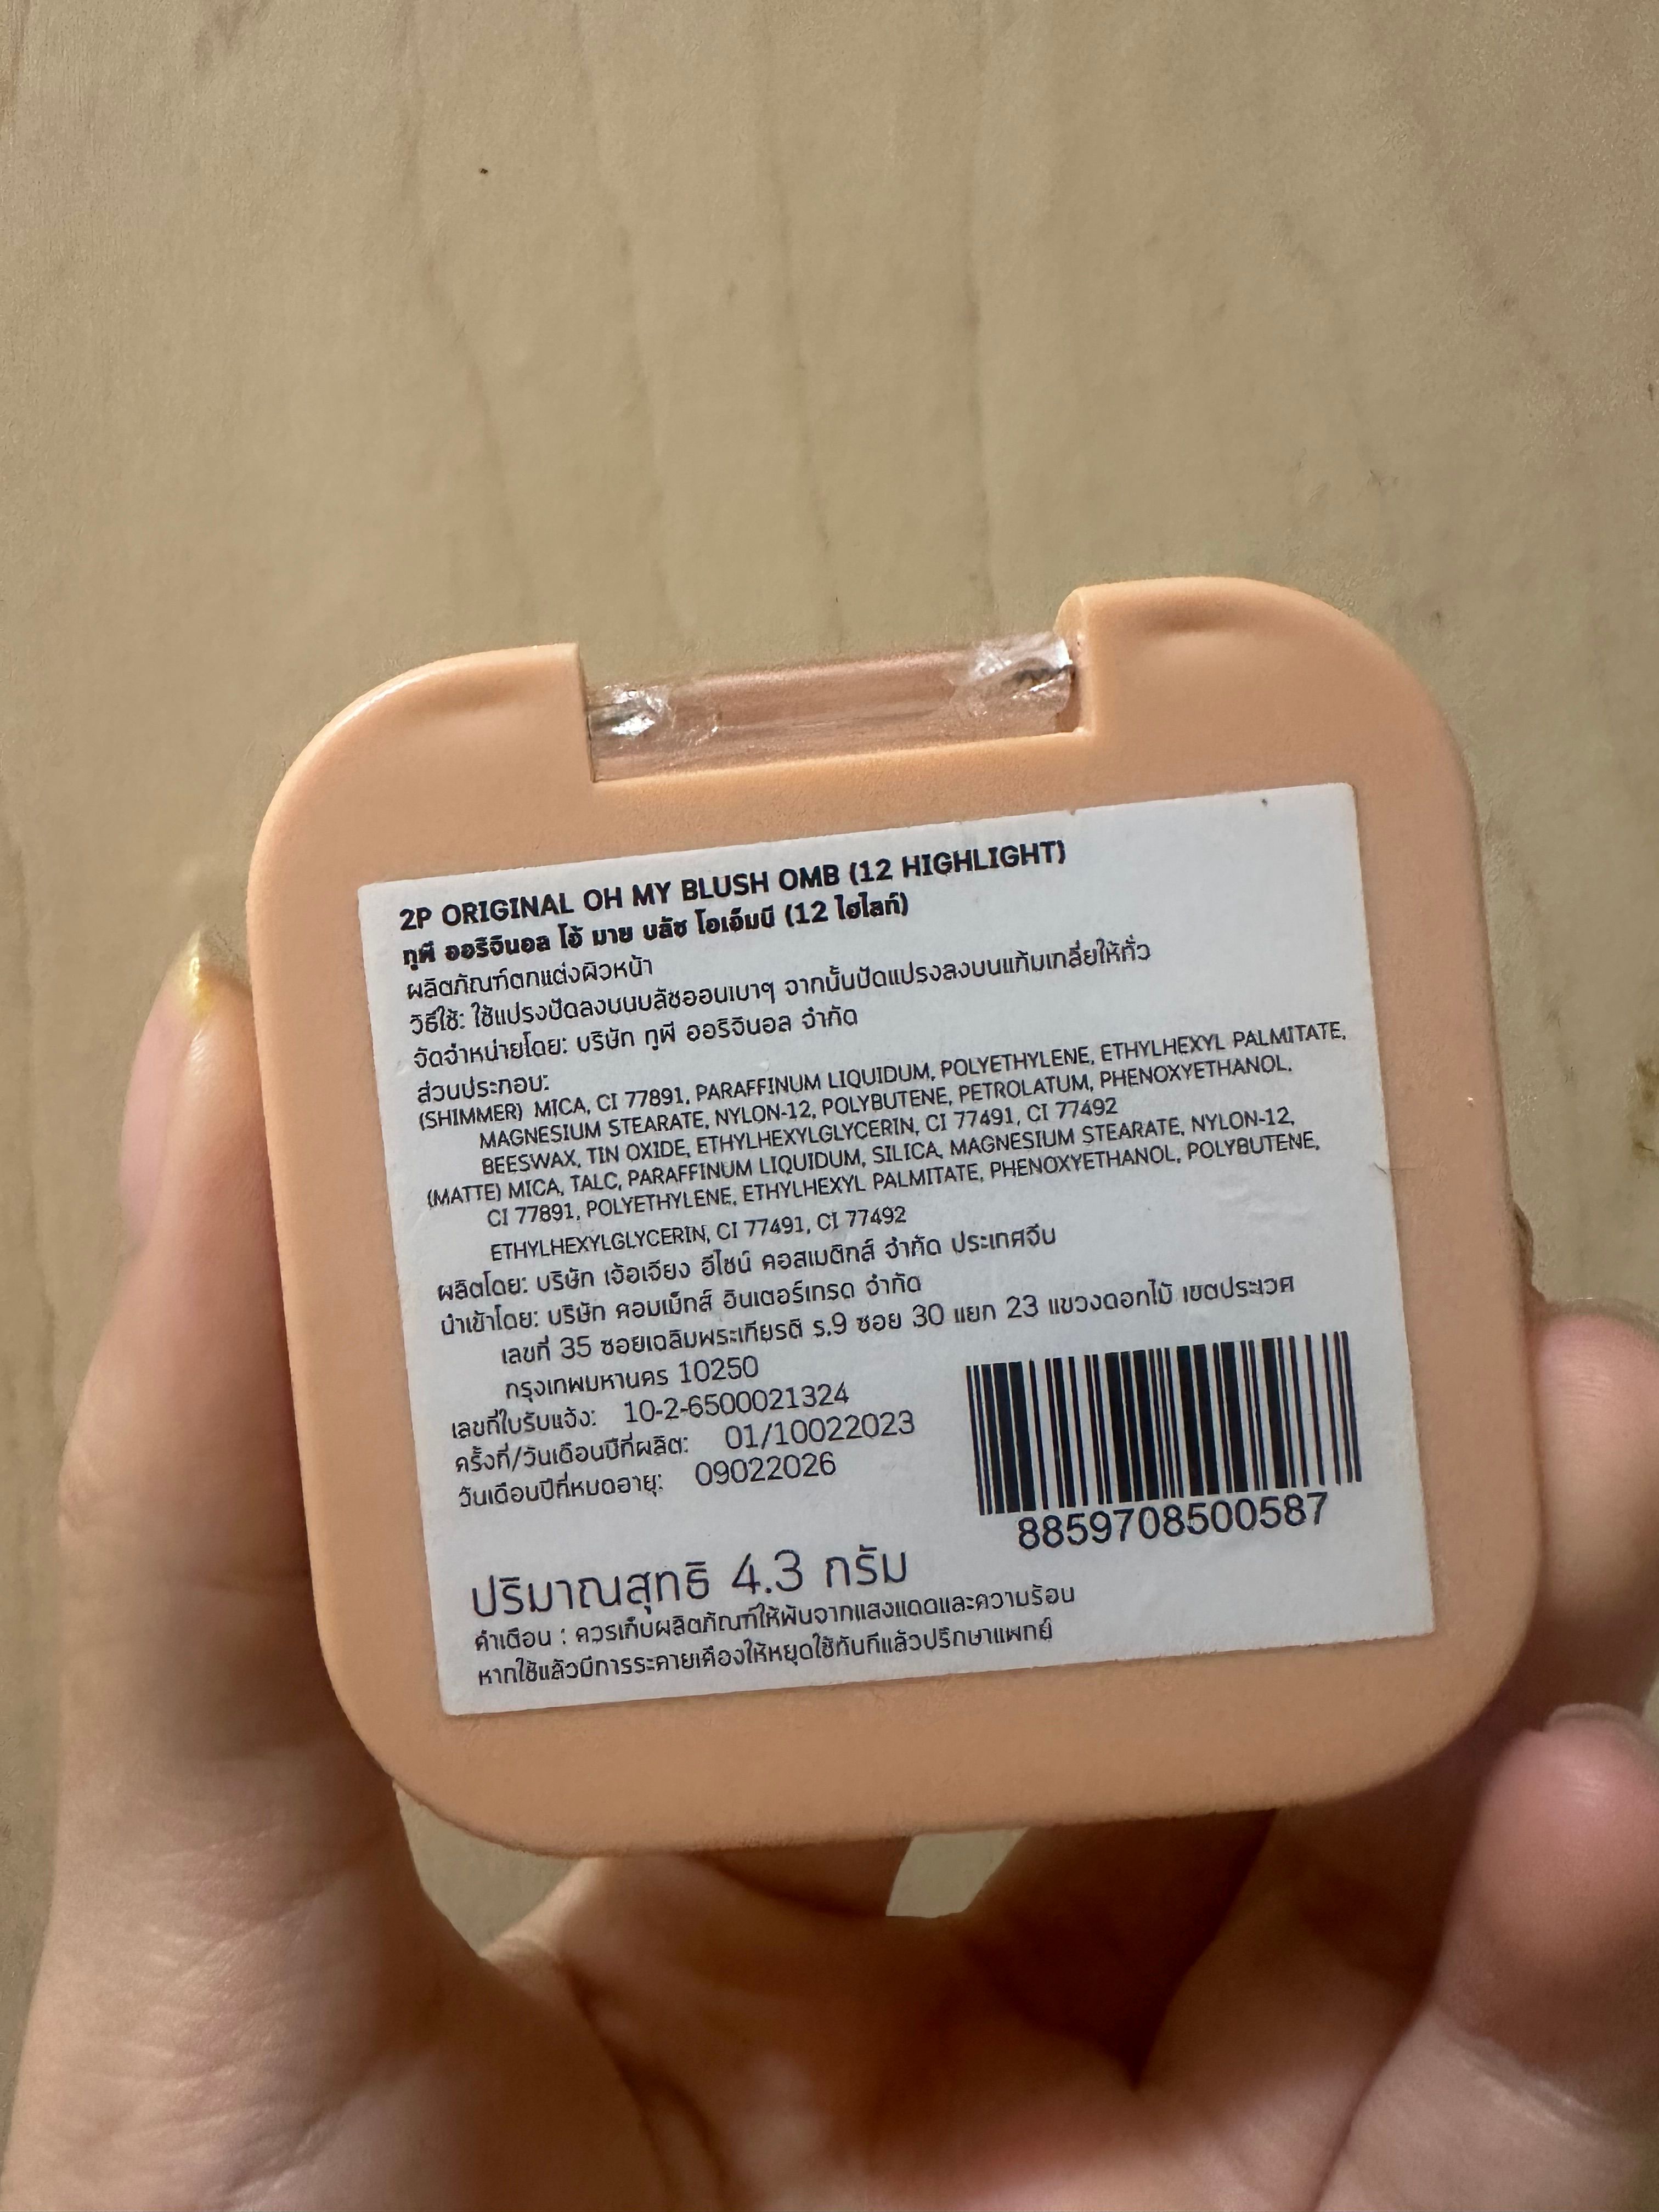 2P ORIGINAL OH MY BLUSH OMB (12 HIGHLIGHT)
ทูพี ออริจินอล โอ้ มาย บลัช โอเอ็มบี (12 ไฮไลท์)
ผลิตภัณฑ์ตกแต่งผิวหน้า
วิธีใช้: ใช้แปรงปัดลงบนบลัชออนเบาๆ จากนั้นปัดแปรงลงบนแก้มเกลี่ยให้ทั่ว
จัดจำหน่ายโดย: บริษัท ทูพี ออริจินอล จำกัด
ส่วนประกอบ:
(SHIMMER) MICA, CI 77891, PARAFFINUM LIQUIDUM, POLYETHYLENE, ETHYLHEXYL PALMITATE,
MAGNESIUM STEARATE, NYLON-12, POLYBUTENE, PETROLATUM, PHENOXYETHANOL,
BEESWAX, TIN OXIDE, ETHYLHEXYLGLYCERIN, CI 77491, CI 77492
(MATTE) MICA, TALC, PARAFFINUM LIQUIDUM, SILICA, MAGNESIUM STEARATE, NYLON-12,
CI 77891, POLYETHYLENE, ETHYLHEXYL PALMITATE, PHENOXYETHANOL, POLYBUTENE,
ETHYLHEXYLGLYCERIN, CI 77491, CI 77492
ผลิตโดย: บริษัท เจ้อเจียง อีไชน์ คอสเมติกส์ จำกัด ประเทศจีน
นำเข้าโดย: บริษัท คอมเม็ทส์ อินเตอร์เทรด จำกัด
เลขที่ 35 ซอยเฉลิมพระเกียรติ ร.9 ซอย 30 แยก 23 แขวงดอกไม้ เขตประเวศ
กรุงเทพมหานคร 10250
เลขที่ใบรับแจ้ง: 10-2-6500021324
ครั้งที่/วันเดือนปีที่ผลิต: 01/10022023
วันเดือนปีที่หมดอายุ: 09022026
8859708500587
ปริมาณสุทธิ 4.3 กรัม
คำเตือน : ควรเก็บผลิตภัณฑ์ให้พ้นจากแสงแดดและความร้อน
หากใช้แล้วมีการระคายเคืองให้หยุดใช้ทันทีแล้วปรึกษาแพทย์